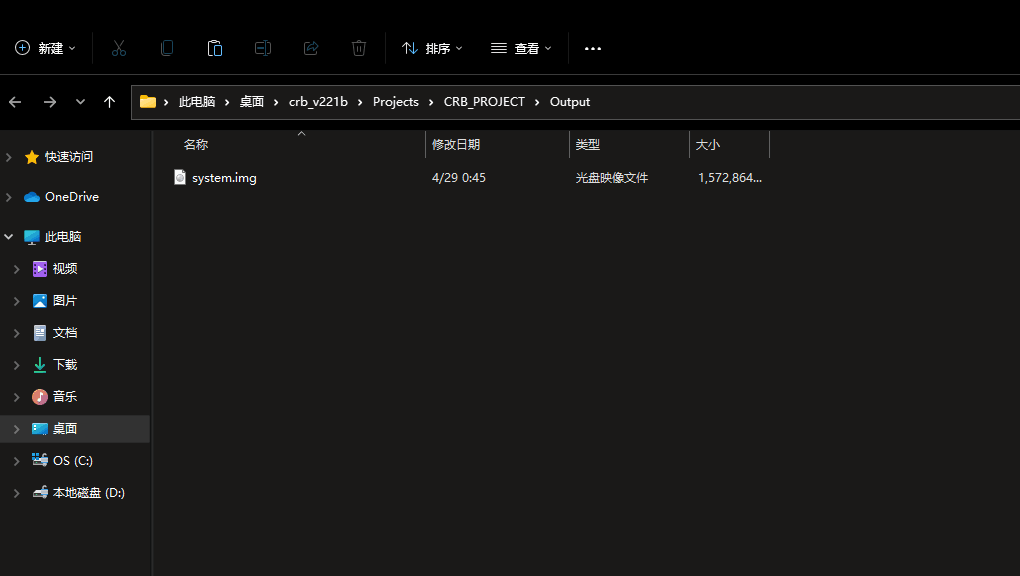 新建 排序 查看
此电脑 桌面 crb_v221b Projects CRB_PROJECT Output
名称 修改日期 类型 大小
system.img 4/29 0:45 光盘映像文件 1,572,864...
快速访问
OneDrive
此电脑
视频
图片
文档
下载
音乐
桌面
OS (C:)
本地磁盘 (D:)